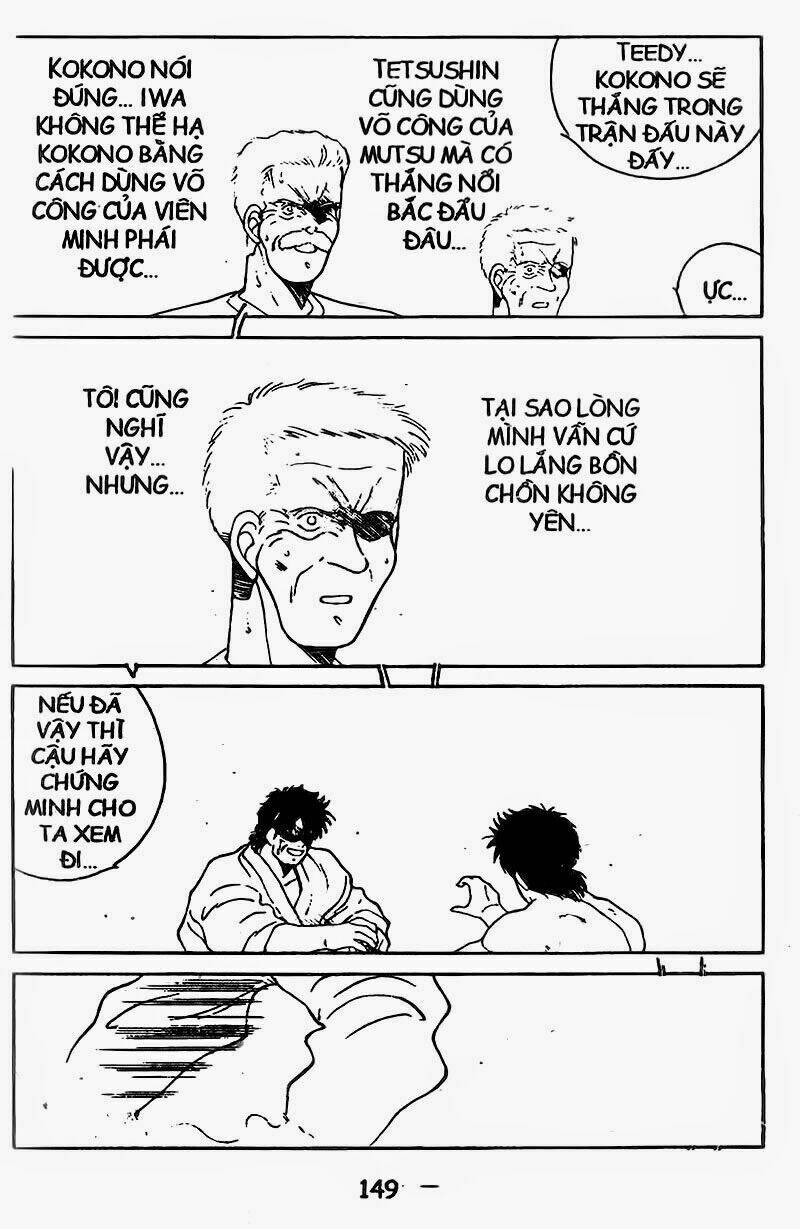 TEEDY...
KOKONO SẼ
THẮNG TRONG
TRẬN ĐẤU NÀY
ĐẤY...
ỰC...
TETSUSHIN
CŨNG DÙNG
VÕ CÔNG CỦA
MUTSU MÀ CÓ
THẮNG NỔI
BẮC ĐẨU
ĐÂU...
KOKONO NÓI
ĐÚNG... IWA
KHÔNG THỂ HẠ
KOKONO BẰNG
CÁCH DÙNG VÕ
CÔNG CỦA VIÊN
MINH PHÁI
ĐƯỢC...
TẠI SAO LÒNG
MÌNH VẪN CỨ
LO LẮNG BỒN
CHỒN KHÔNG
YÊN...
TÔI CŨNG
NGHĨ
VẬY...
NHƯNG...
NẾU ĐÃ
VẬY THÌ
CẬU HÃY
CHỨNG
MINH CHO
TA XEM
ĐI...
149